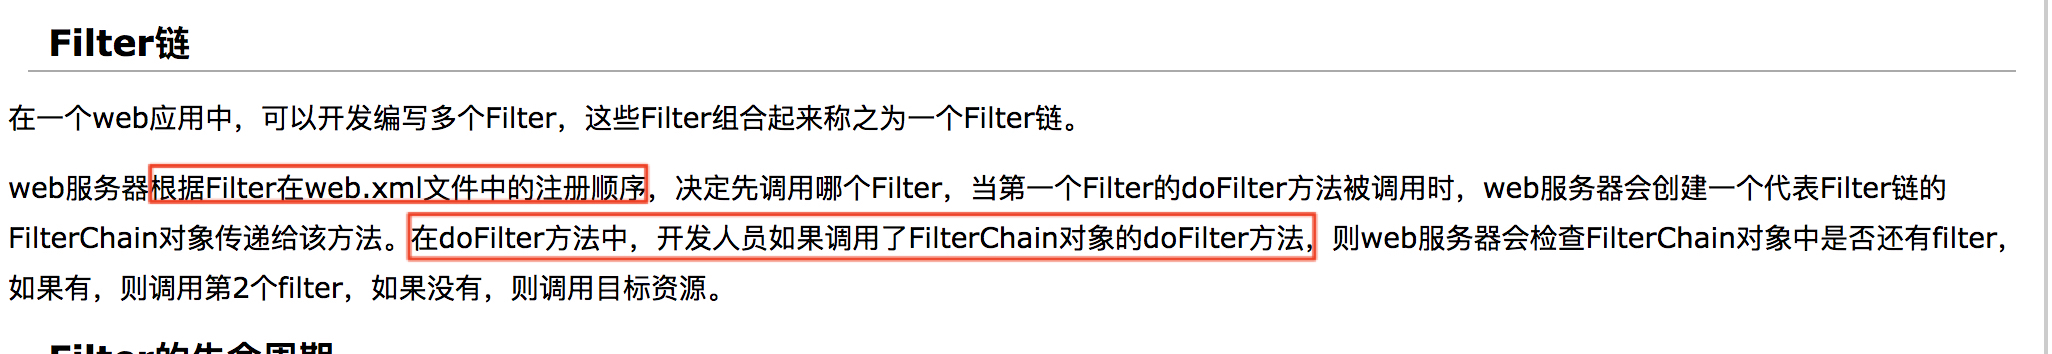 Filter链
在一个web应用中，可以开发编写多个Filter，这些Filter组合起来称之为一个Filter链。
web服务器根据Filter在web.xml文件中的注册顺序，决定先调用哪个Filter，当第一个Filter的doFilter方法被调用时，web服务器会创建一个代表Filter链的
FilterChain对象传递给该方法。在doFilter方法中，开发人员如果调用了FilterChain对象的doFilter方法，则web服务器会检查FilterChain对象中是否还有filter，
如果有，则调用第2个filter，如果没有，则调用目标资源。
Filter的生命周期